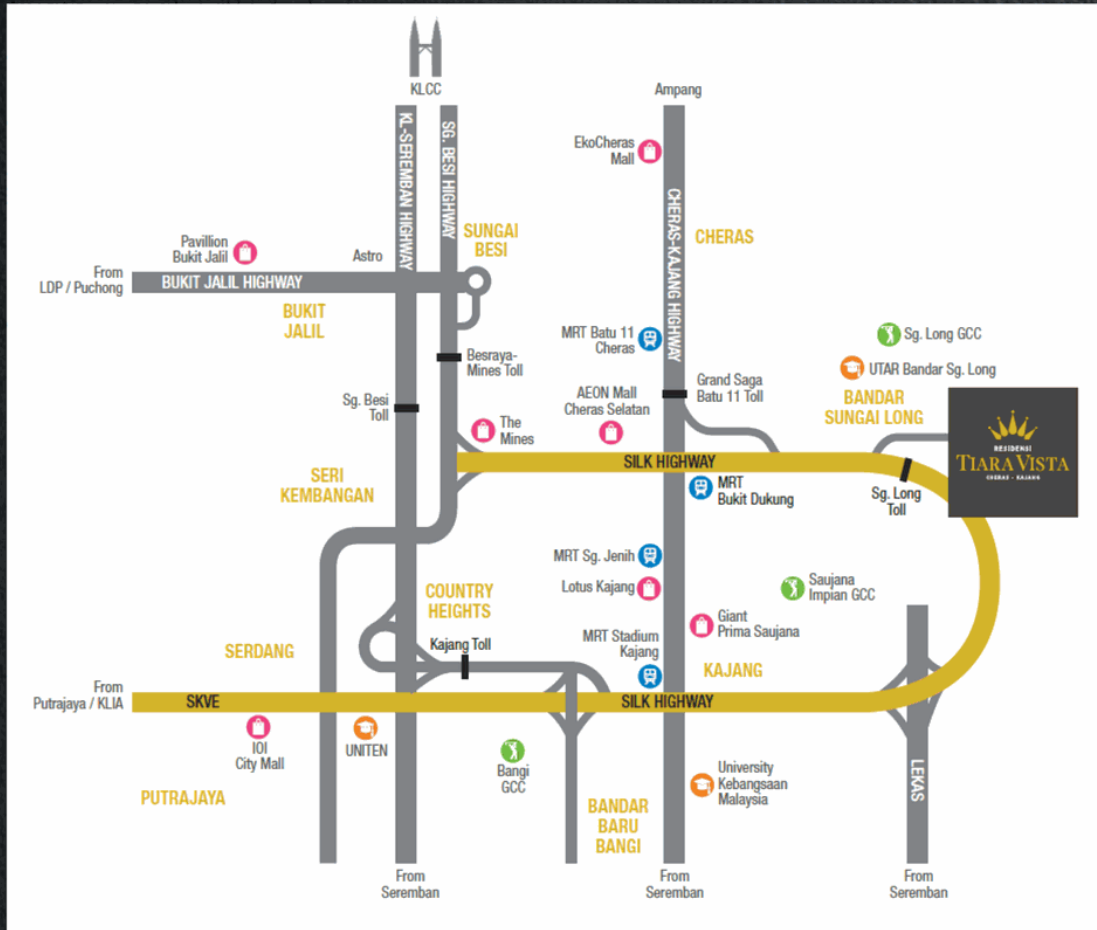 KLCC
Ampang
KL-SEREMBAN HIGHWAY
SG. BESI HIGHWAY
EkoCheras
Mall
CHERAS-KAJANG HIGHWAY
CHERAS
SUNGAI
BESI
Pavillion
Bukit Jalil
Astro
From
LDP / Puchong
BUKIT JALIL HIGHWAY
BUKIT
JALIL
MRT Batu 11
Cheras
Sg. Long GCC
Besraya-
Mines Toll
UTAR Bandar Sg. Long
Grand Saga
Batu 11 Toll
AEON Mall
Cheras Selatan
BANDAR
SUNGAI LONG
Sg. Besi
Toll
The
Mines
RESIDENSI
TIARA VISTA
CHERAS - KAJANG
SILK HIGHWAY
SERI
KEMBANGAN
MRT
Bukit Dukung
Sg. Long
Toll
MRT Sg. Jenih
Lotus Kajang
Saujana
Impian GCC
COUNTRY
HEIGHTS
Giant
Prima Saujana
Kajang Toll
MRT Stadium
Kajang
SERDANG
KAJANG
From
Putrajaya / KLIA
SKVE
SILK HIGHWAY
IOI
City Mall
UNITEN
Bangi
GCC
University
Kebangsaan
Malaysia
LEKAS
PUTRAJAYA
BANDAR
BARU
BANGI
From
Seremban
From
Seremban
From
Seremban